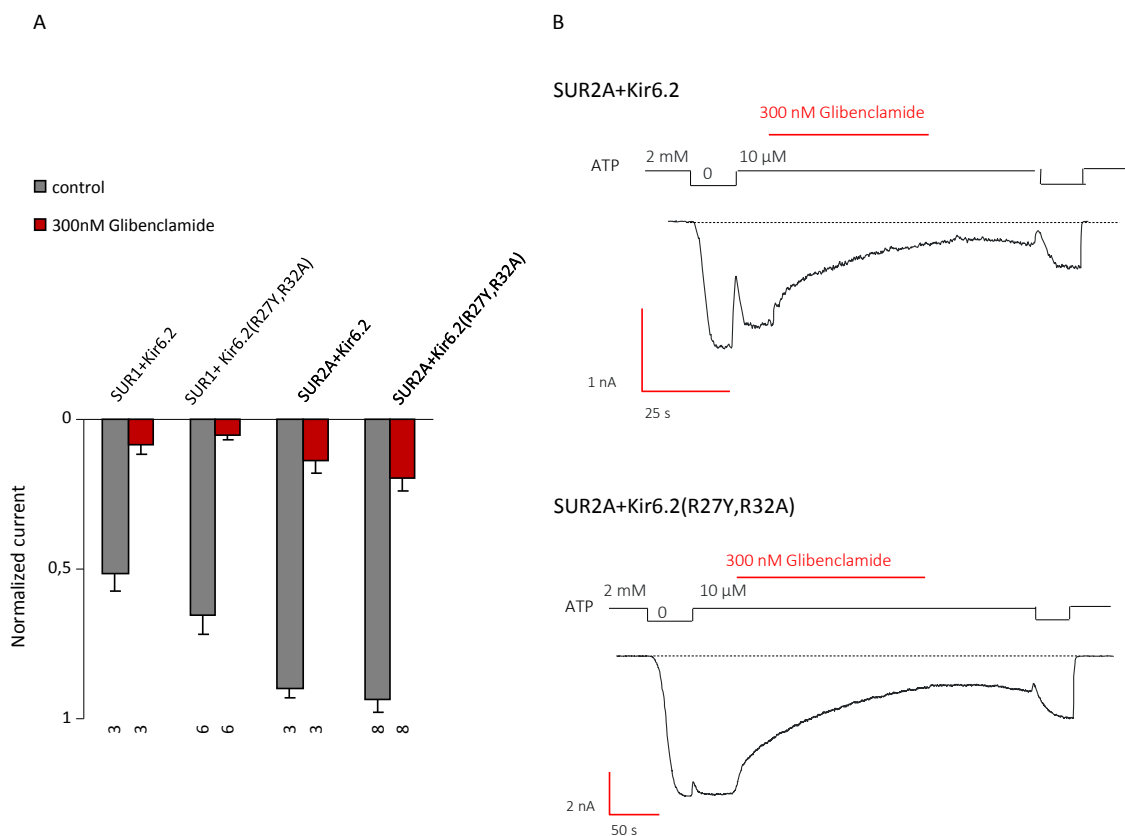 A
B
SUR2A+Kir6.2
300 nM Glibenclamide
ATP
2 mM
0
10 µM
1 nA
25 s
control
300nM Glibenclamide
SUR1+Kir6.2
SUR1+ Kir6.2(R27Y,R32A)
SUR2A+Kir6.2
SUR2A+Kir6.2(R27Y,R32A)
Normalized current
0
0,5
1
3 3 6 6 3 3 8 8
SUR2A+Kir6.2(R27Y,R32A)
300 nM Glibenclamide
ATP
2 mM
0
10 µM
2 nA
50 s